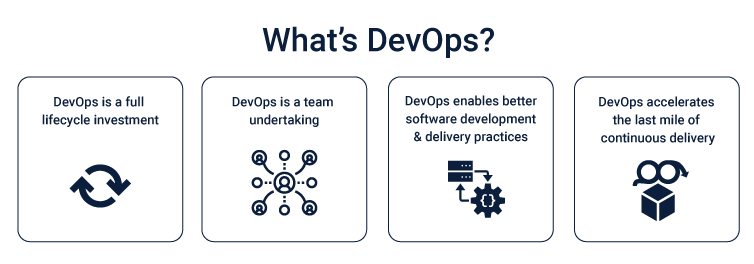 What's DevOps?
DevOps is a full
lifecycle investment
DevOps is a team
undertaking
DevOps enables better
software development
& delivery practices
DevOps accelerates
the last mile of
continuous delivery
{}